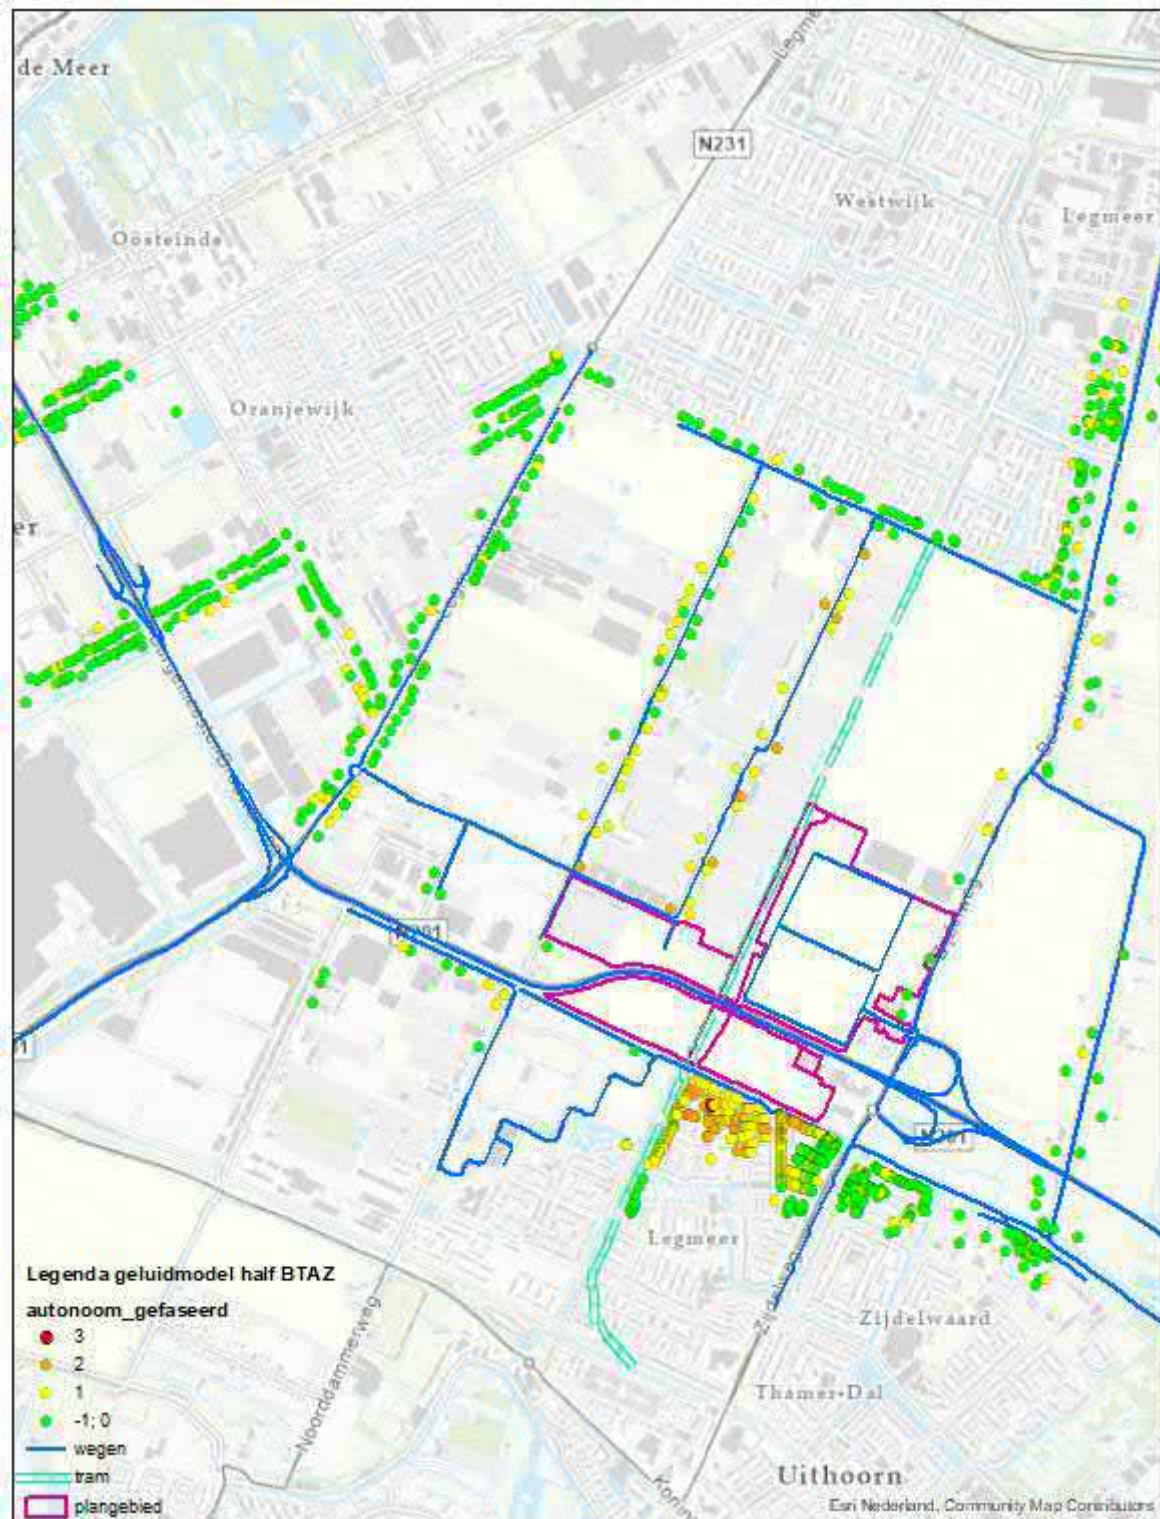 de Meer
N231
Westwijk
Legmeer
Oosteinde
Oranjewijk
er
N201
Legmeer
Zijdelwaard
Thamer-Dal
Noorddammerweg
Uithoorn
Legenda geluidmodel half BTAZ
autonoom_gefaseerd
3
2
1
-1; 0
wegen
tram
plangebied
Esri Nederland, Community Map Contributors